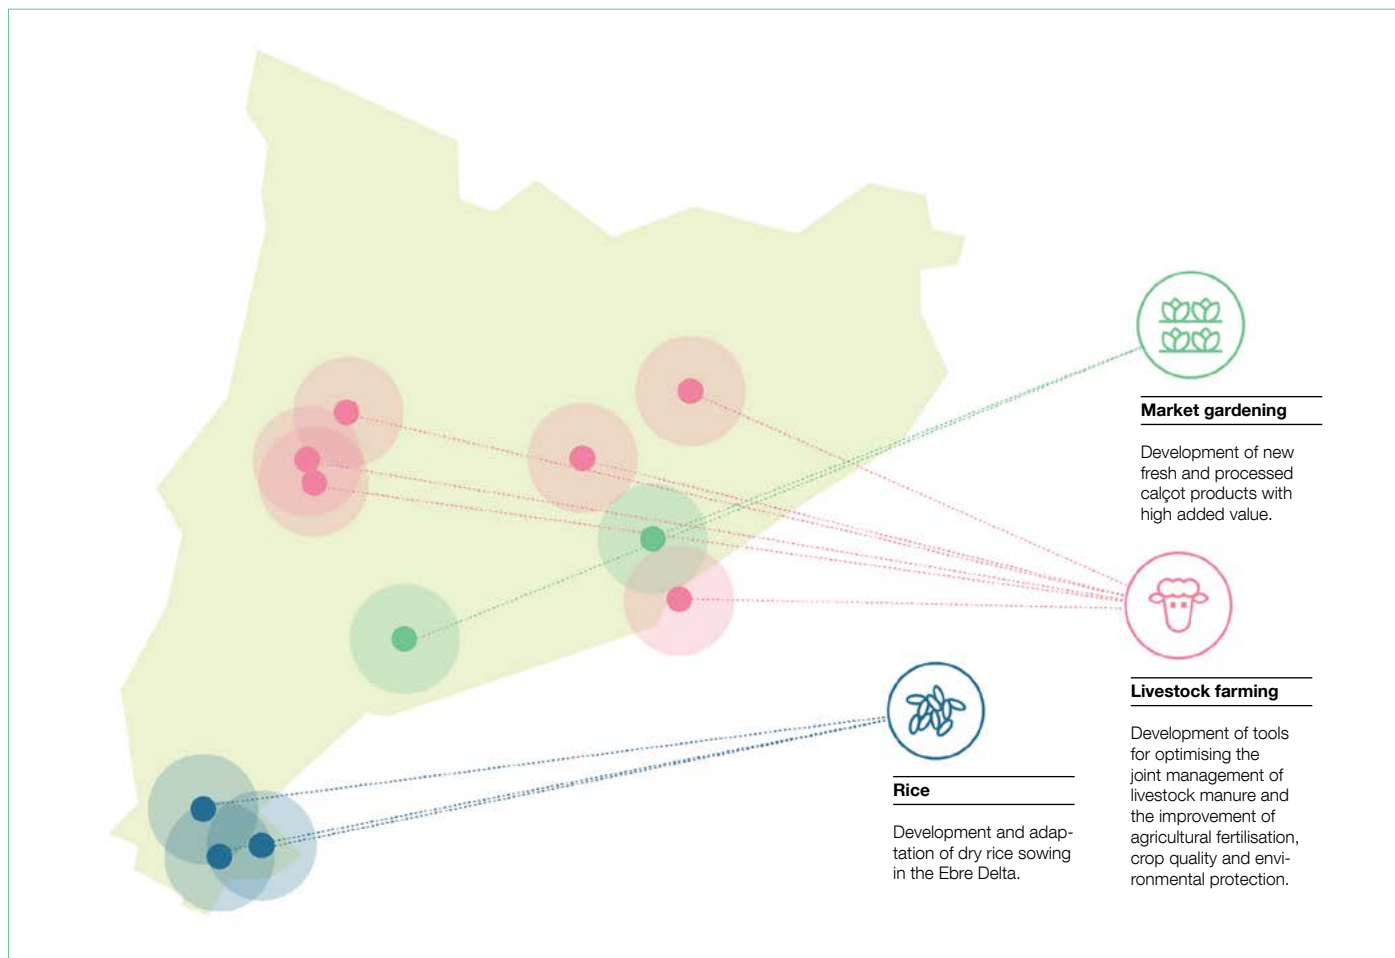 Market gardening
Development of new
fresh and processed
calçot products with
high added value.
Livestock farming
Development of tools
for optimising the
joint management of
livestock manure and
the improvement of
agricultural fertilisation,
crop quality and envi-
ronmental protection.
Rice
Development and adap-
tation of dry rice sowing
in the Ebre Delta.